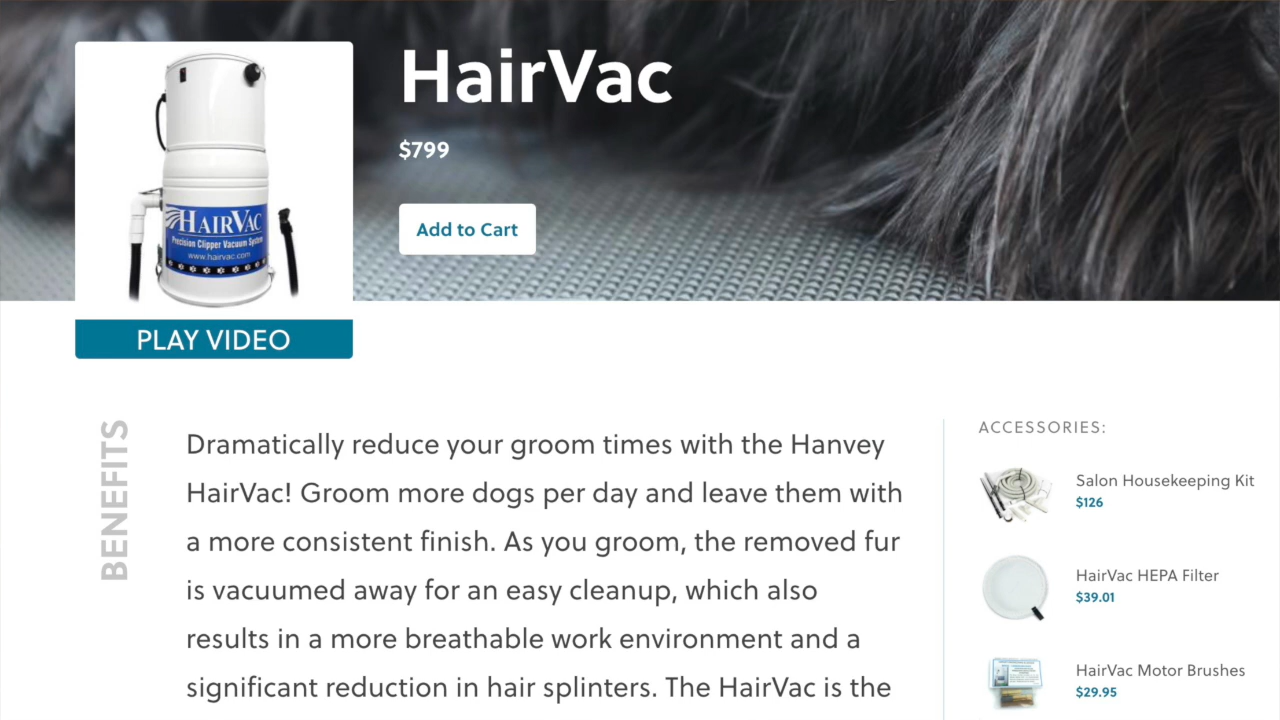 HairVac
$799
Add to Cart
HAIRVAC
Precision Clipper Vacuum System
www.hairvac.com
PLAY VIDEO
BENEFITS
Dramatically reduce your groom times with the Hanvey
HairVac! Groom more dogs per day and leave them with
a more consistent finish. As you groom, the removed fur
is vacuumed away for an easy cleanup, which also
results in a more breathable work environment and a
significant reduction in hair splinters. The HairVac is the
ACCESSORIES:
Salon Housekeeping Kit
$126
HairVac HEPA Filter
$39.01
HairVac Motor Brushes
$29.95